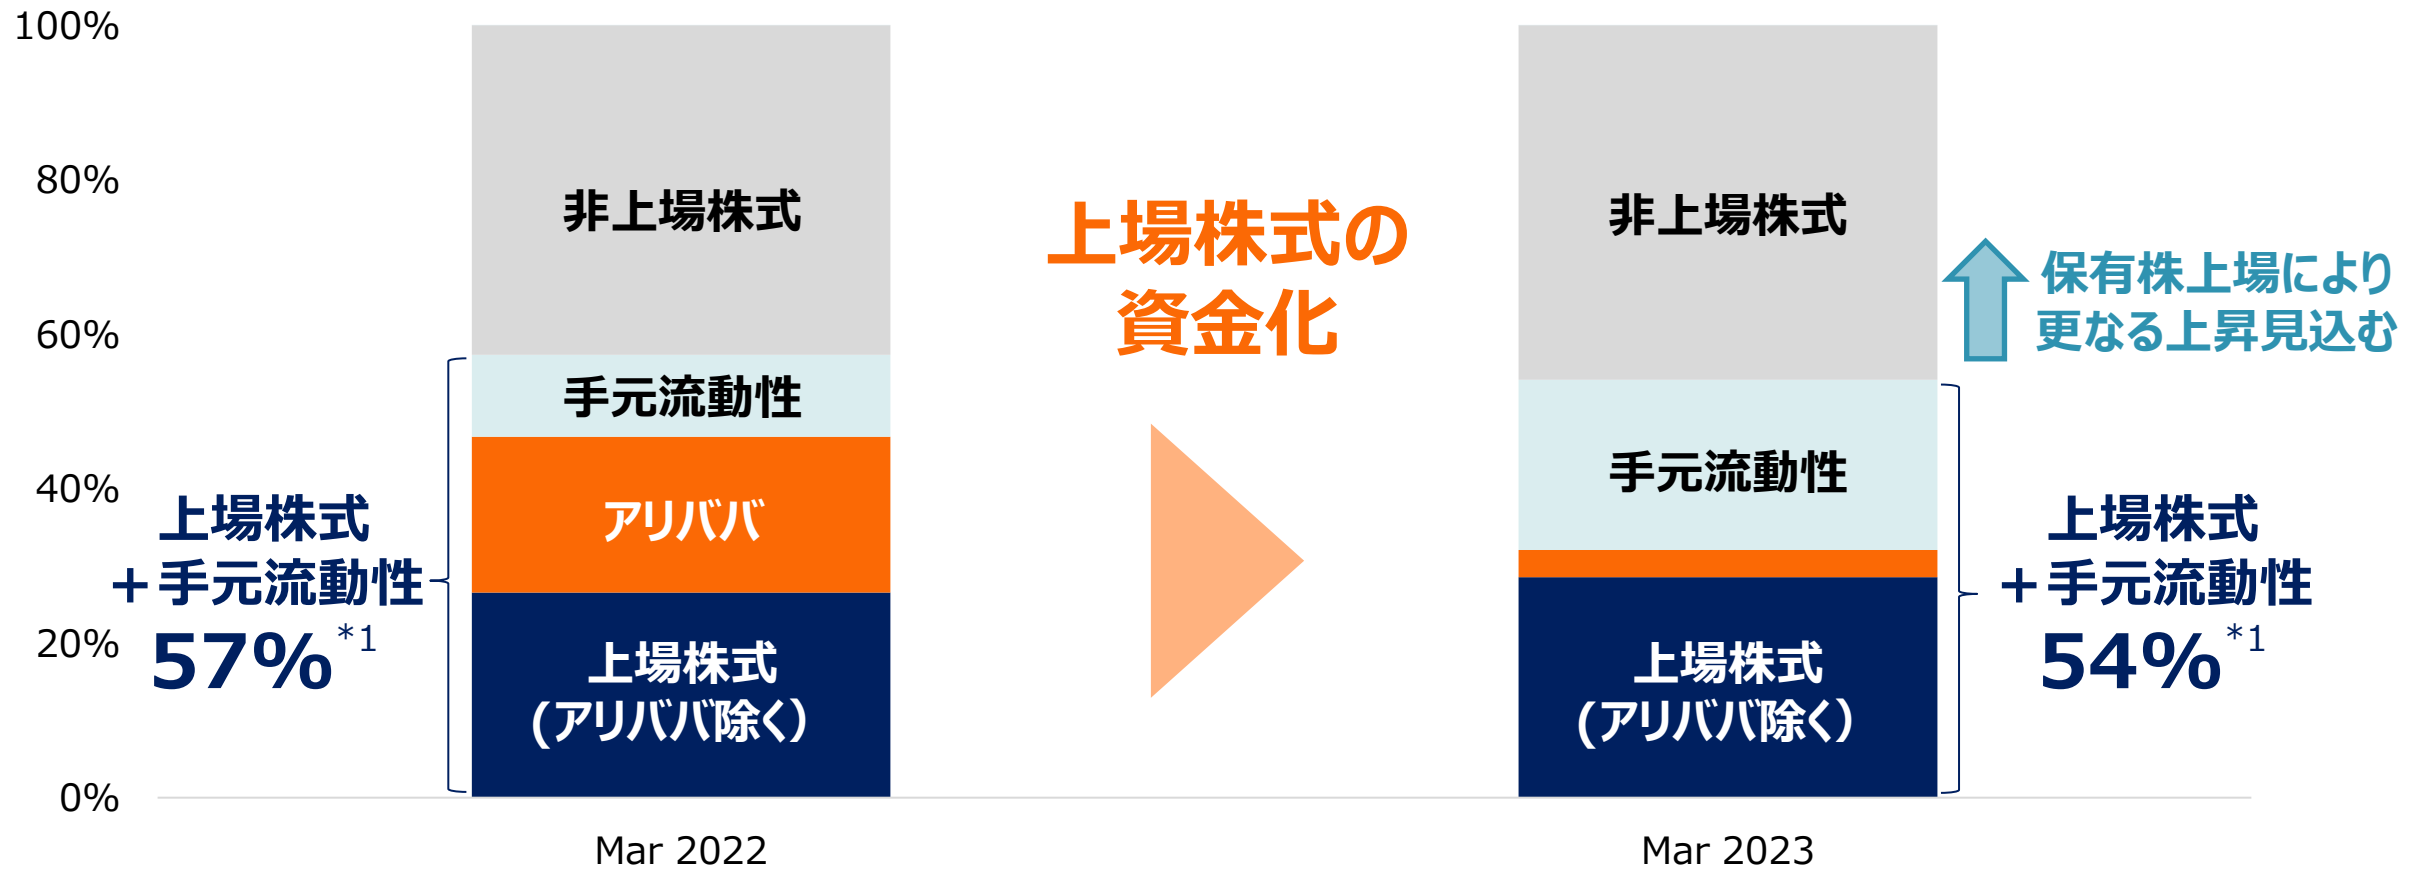 100%
80%
60%
40%
20%
0%
上場株式
＋手元流動性
57%*1
非上場株式
手元流動性
アリババ
上場株式
(アリババ除く）
Mar 2022
上場株式の
資金化
非上場株式
手元流動性
上場株式
(アリババ除く）
Mar 2023
保有株上場により
更なる上昇見込む
上場株式
＋手元流動性
54%*1